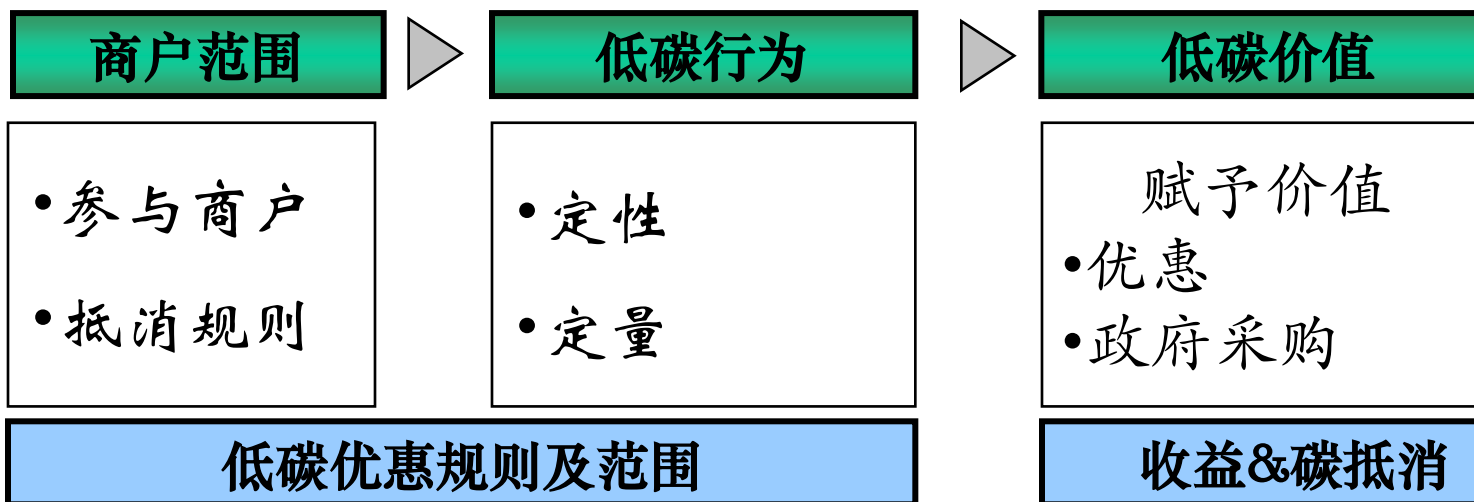 商户范围
低碳行为
低碳价值
•参与商户
•抵消规则
•定性
•定量
赋予价值
•优惠
•政府采购
低碳优惠规则及范围
收益&碳抵消